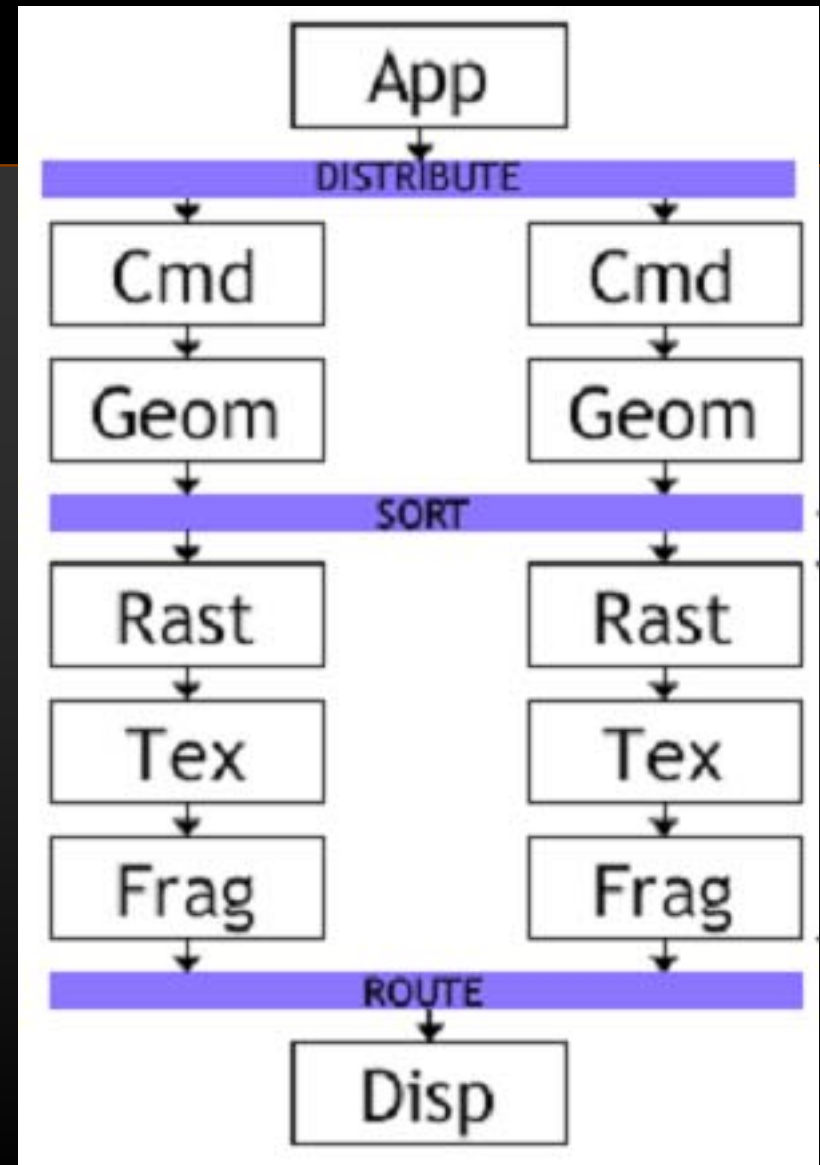 App
DISTRIBUTE
Cmd Cmd
Geom Geom
SORT
Rast Rast
Tex Tex
Frag Frag
ROUTE
Disp